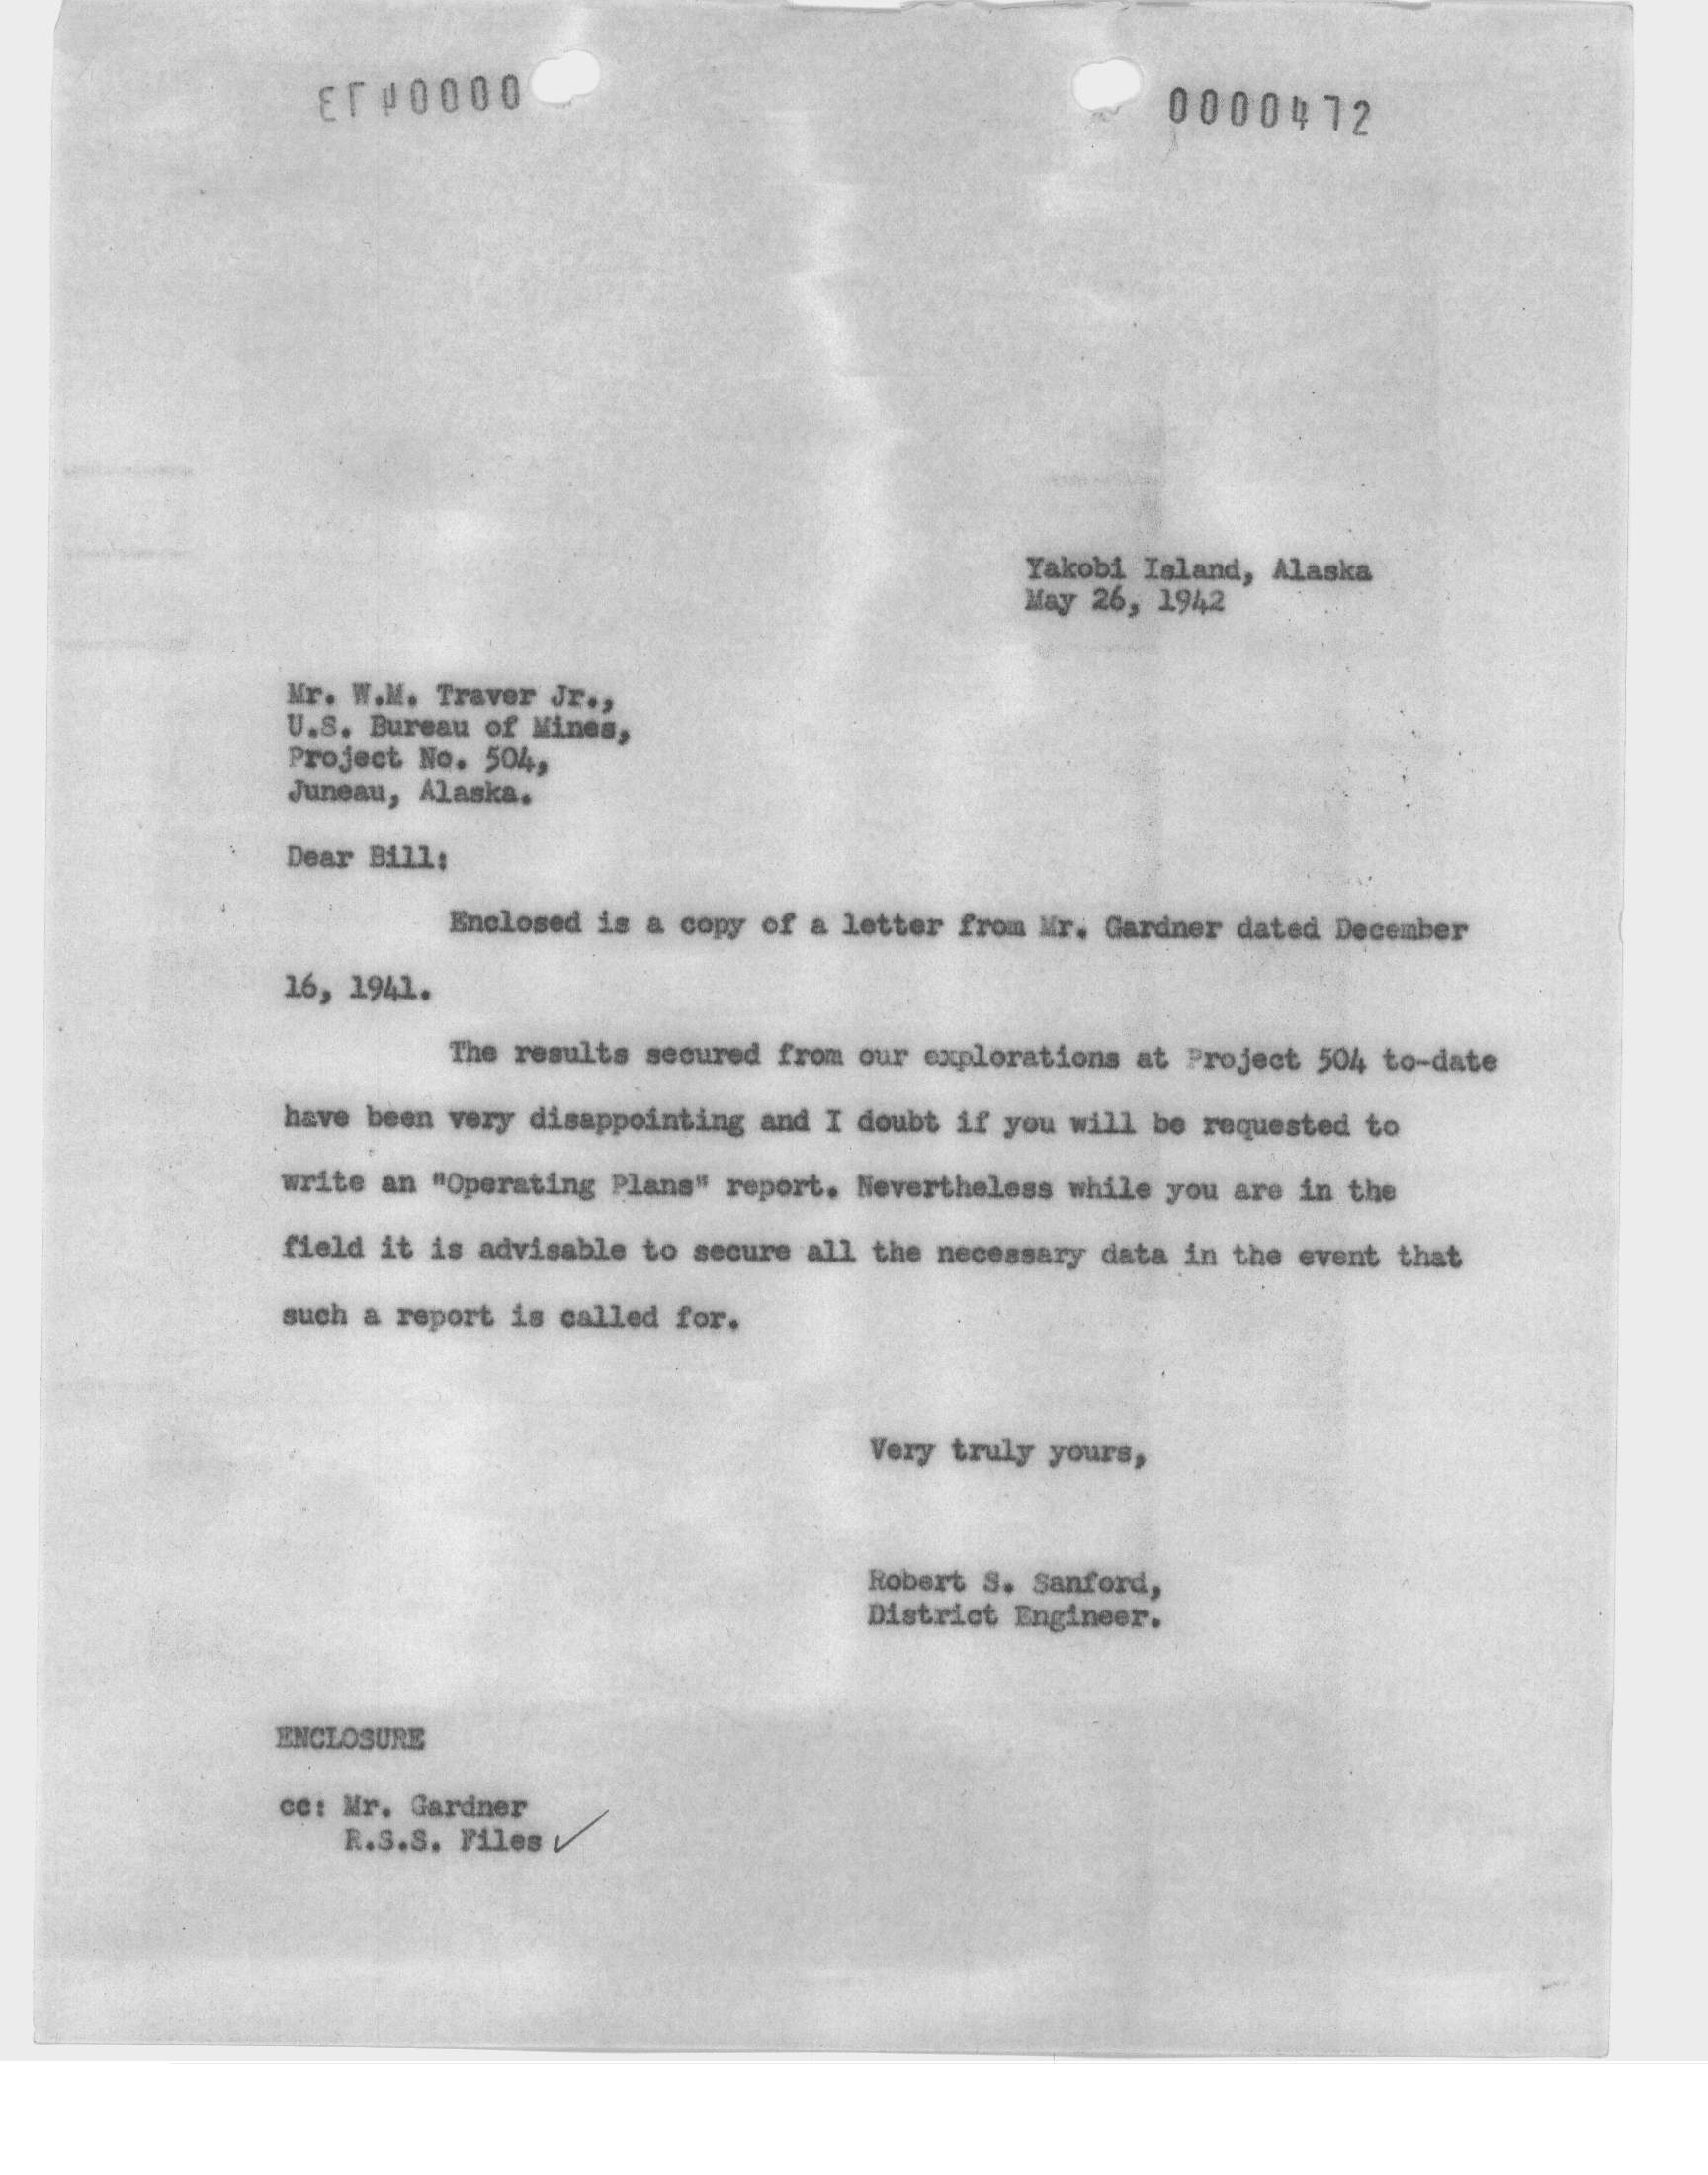 0000472
Yakobi Island, Alaska
May 26, 1942
Mr. W.M. Traver Jr.,
U.S. Bureau of Mines,
Project No. 504,
Juneau, Alaska.
Dear Bill:
Enclosed is a copy of a letter from Mr. Gardner dated December
16, 1941.
The results secured from our explorations at Project 504 to-date
have been very disappointing and I doubt if you will be requested to
write an "Operating Plans" report. Nevertheless while you are in the
field it is advisable to secure all the necessary data in the event that
such a report is called for.
Very truly yours,
Robert S. Sanford,
District Engineer.
ENCLOSURE
cc: Mr. Gardner
R.S.S. Files ✓